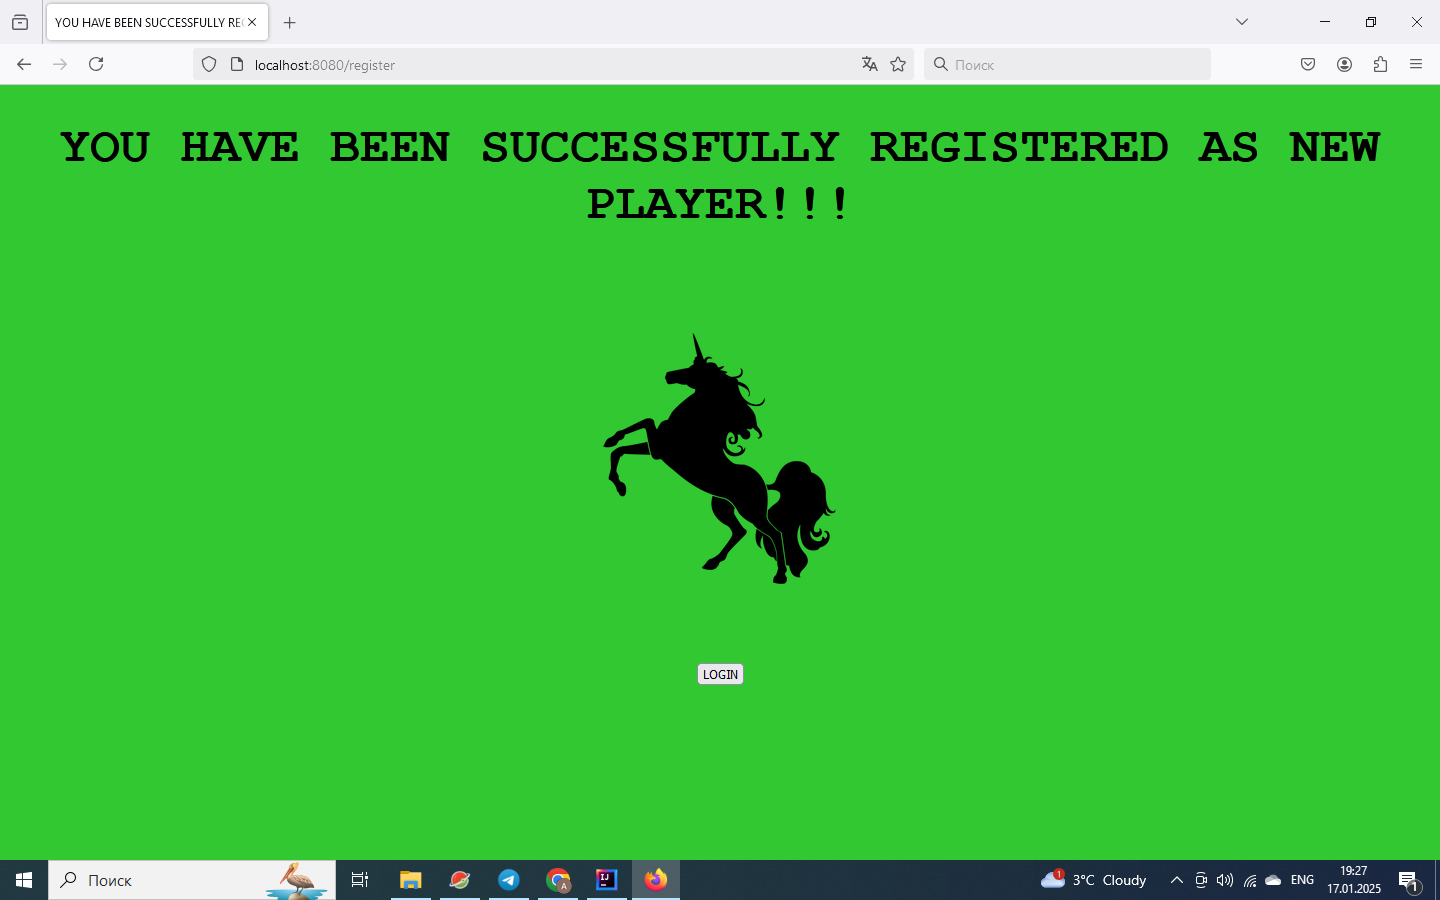 YOU HAVE BEEN SUCCESSFULLY RE
localhost:8080/register
Поиск
YOU HAVE BEEN SUCCESSFULLY REGISTERED AS NEW
PLAYER!!!
LOGIN
Поиск
A
IJ
1
3°C Cloudy
ENG
19:27
17.01.2025
1